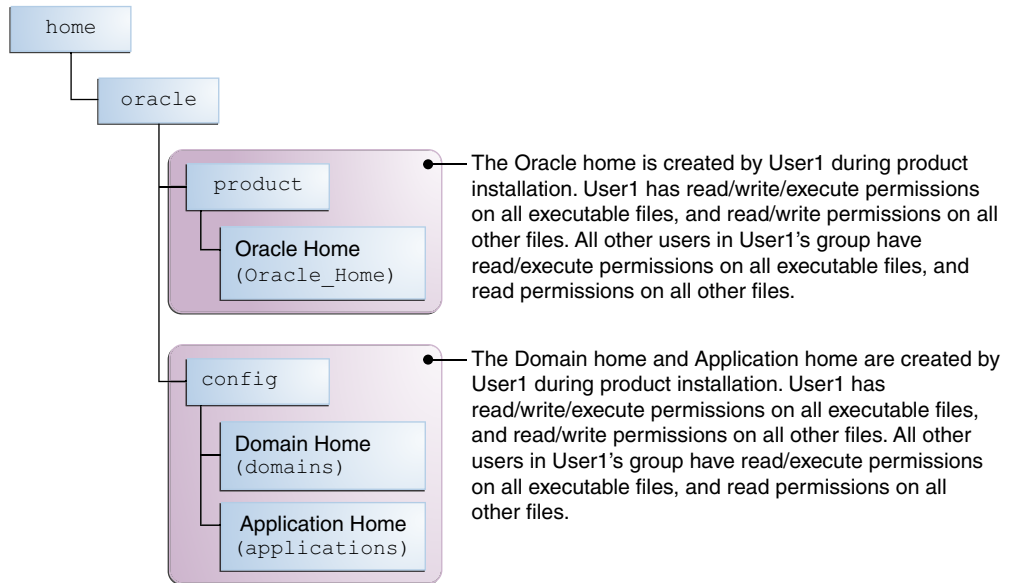 home
oracle
product
Oracle Home
(Oracle_Home)
The Oracle home is created by User1 during product
installation. User1 has read/write/execute permissions
on all executable files, and read/write permissions on all
other files. All other users in User1's group have
read/execute permissions on all executable files, and
read permissions on all other files.
config
Domain Home
(domains)
Application Home
(applications)
The Domain home and Application home are created by
User1 during product installation. User1 has
read/write/execute permissions on all executable files,
and read/write permissions on all other files. All other
users in User1's group have read/execute permissions
on all executable files, and read permissions on all
other files.